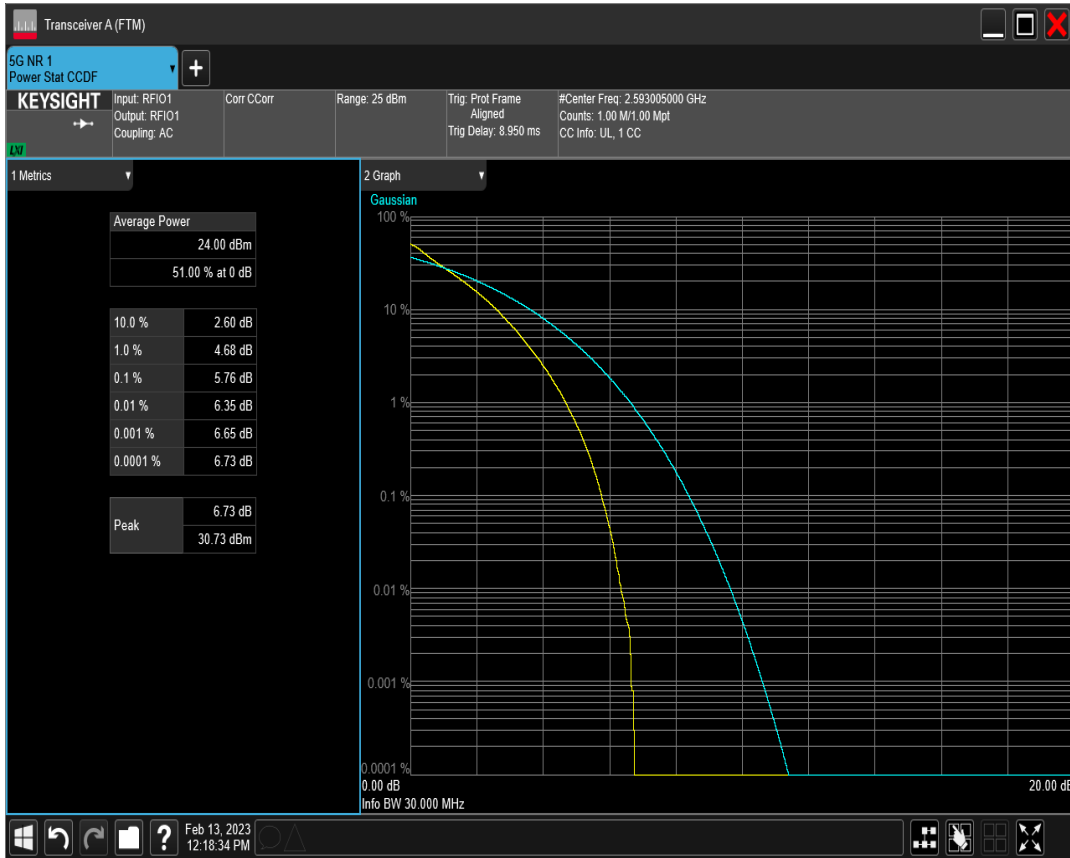 Transceiver A (FTM)
5G NR 1
Power Stat CCDF
+
KEYSIGHT
LXI
Input: RFIO1
Output: RFIO1
Coupling: AC
Corr CCorr
Range: 25 dBm
Trig: Prot Frame
Aligned
Trig Delay: 8.950 ms
#Center Freq: 2.593005000 GHz
Counts: 1.00 M/1.00 Mpt
CC Info: UL, 1 CC
1 Metrics
Average Power
24.00 dBm
51.00 % at 0 dB
10.0 % 2.60 dB
1.0 % 4.68 dB
0.1 % 5.76 dB
0.01 % 6.35 dB
0.001 % 6.65 dB
0.0001 % 6.73 dB
Peak 6.73 dB
30.73 dBm
2 Graph
Gaussian
100 %
10 %
1 %
0.1 %
0.01 %
0.001 %
0.0001 %
0.00 dB 20.00 dB
Info BW 30.000 MHz
?
Feb 13, 2023
12:18:34 PM